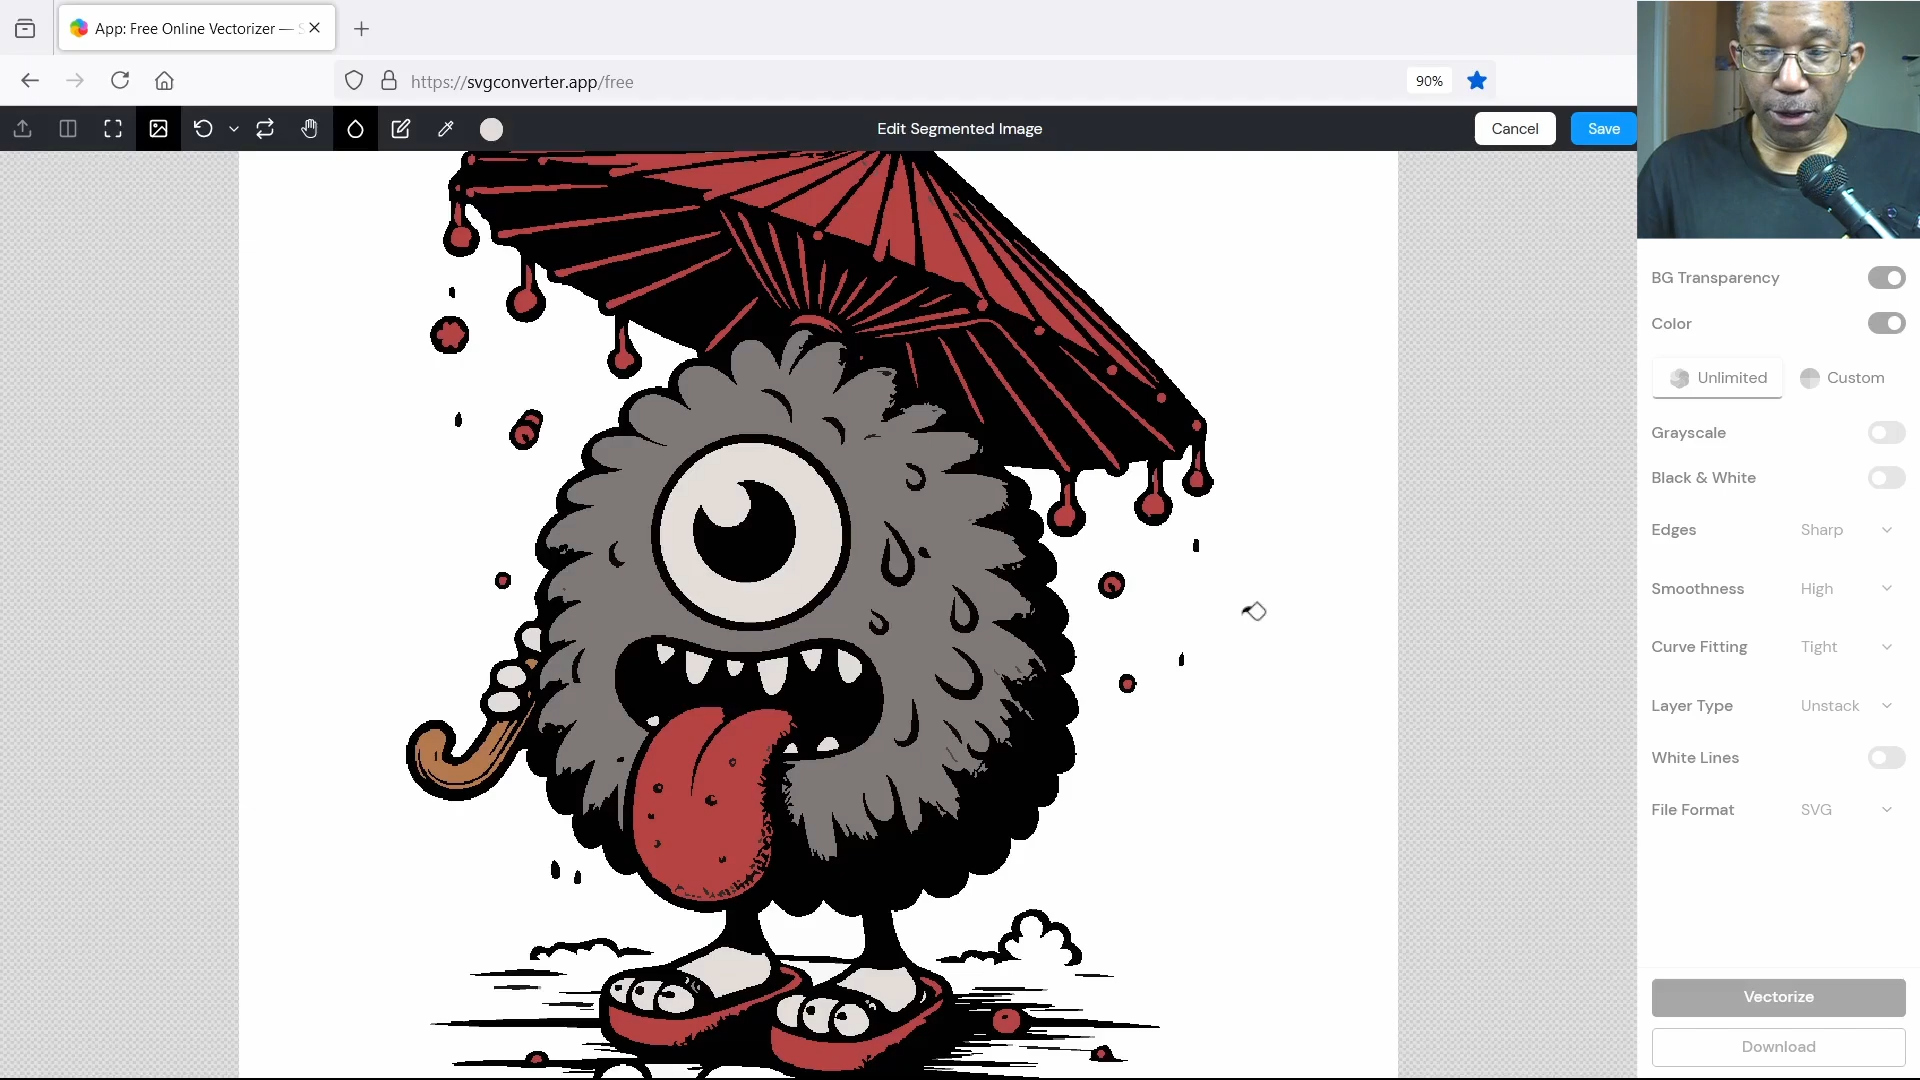 App: Free Online Vectorizer —
https://svgconverter.app/free
90%
Edit Segmented Image
Cancel
Save
BG Transparency
Color
Unlimited
Custom
Grayscale
Black & White
Edges
Sharp
Smoothness
High
Curve Fitting
Tight
Layer Type
Unstack
White Lines
File Format
SVG
Vectorize
Download